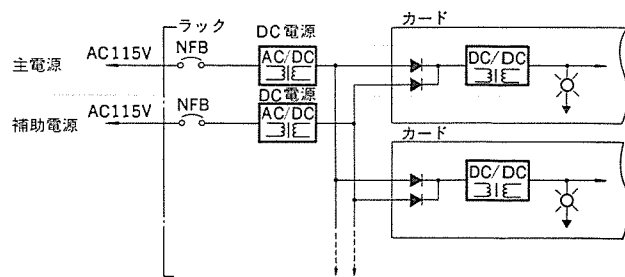 ラック
DC電源
カード
主電源
AC115V
NFB
AC/DC
DC/DC
DC電源
補助電源
AC115V
NFB
AC/DC
カード
DC/DC